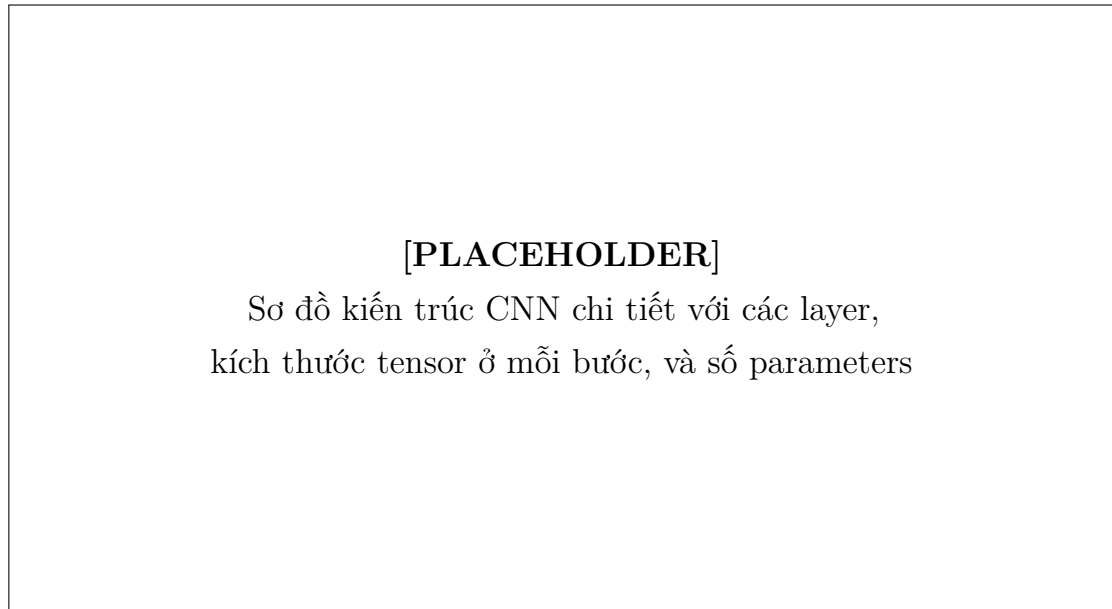 [PLACEHOLDER]
Sơ đồ kiến trúc CNN chi tiết với các layer,
kích thước tensor ở mỗi bước, và số parameters